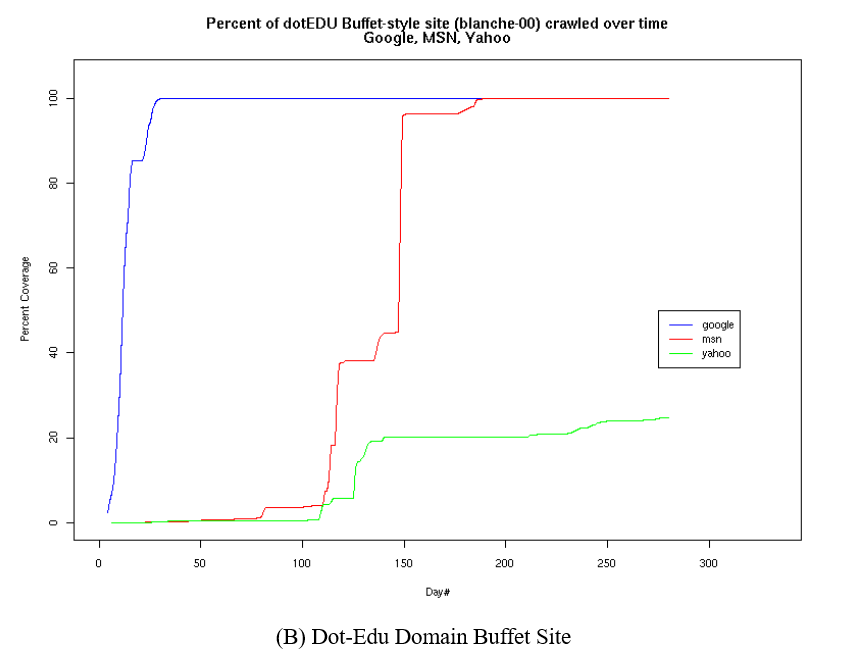 Percent of dotEDU Buffet-style site (blanche-00) crawled over time
Google, MSN, Yahoo
Percent Coverage
100
80
60
40
20
0
google
msn
yahoo
0 50 100 150 200 250 300
Day#
(B) Dot-Edu Domain Buffet Site